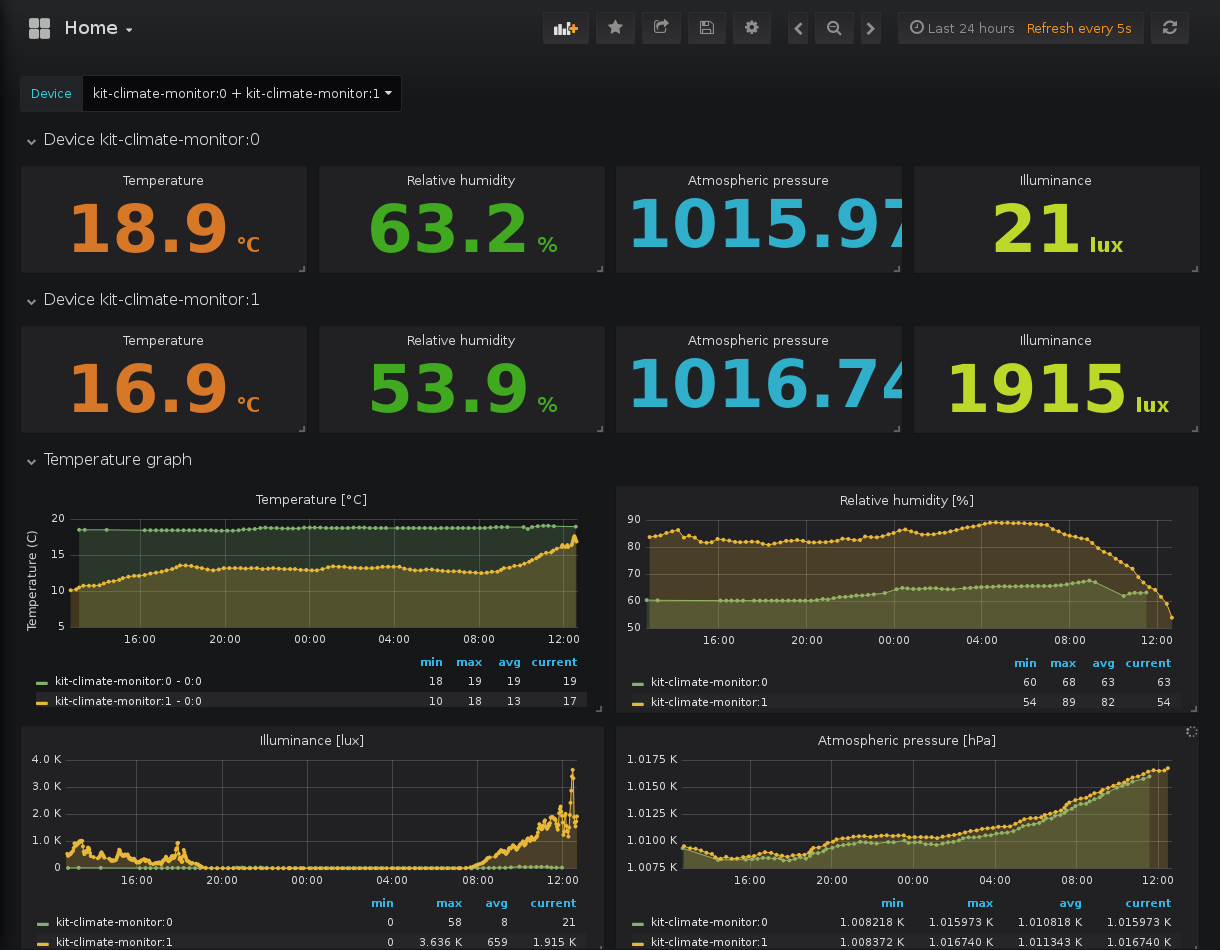 Home
Last 24 hours Refresh every 5s
Device kit-climate-monitor:0 + kit-climate-monitor:1
Device kit-climate-monitor:0
Temperature Relative humidity Atmospheric pressure Illuminance
18.9 °C 63.2 % 1015.97 21 lux
Device kit-climate-monitor:1
Temperature Relative humidity Atmospheric pressure Illuminance
16.9 °C 53.9 % 1016.74 1915 lux
Temperature graph
Temperature [°C]
Temperature (C)
20
15
10
5
16:00 20:00 00:00 04:00 08:00 12:00
min max avg current
kit-climate-monitor:0 - 0:0 18 19 19 19
kit-climate-monitor:1 - 0:0 10 18 13 17
Relative humidity [%]
90
80
70
60
50
16:00 20:00 00:00 04:00 08:00 12:00
min max avg current
kit-climate-monitor:0 60 68 63 63
kit-climate-monitor:1 54 89 82 54
Illuminance [lux]
4.0 K
3.0 K
2.0 K
1.0 K
0
16:00 20:00 00:00 04:00 08:00 12:00
min max avg current
kit-climate-monitor:0 0 58 8 21
kit-climate-monitor:1 0 3.636 K 659 1.915 K
Atmospheric pressure [hPa]
1.0175 K
1.0150 K
1.0125 K
1.0100 K
1.0075 K
16:00 20:00 00:00 04:00 08:00 12:00
min max avg current
kit-climate-monitor:0 1.008218 K 1.015973 K 1.010818 K 1.015973 K
kit-climate-monitor:1 1.008372 K 1.016740 K 1.011343 K 1.016740 K